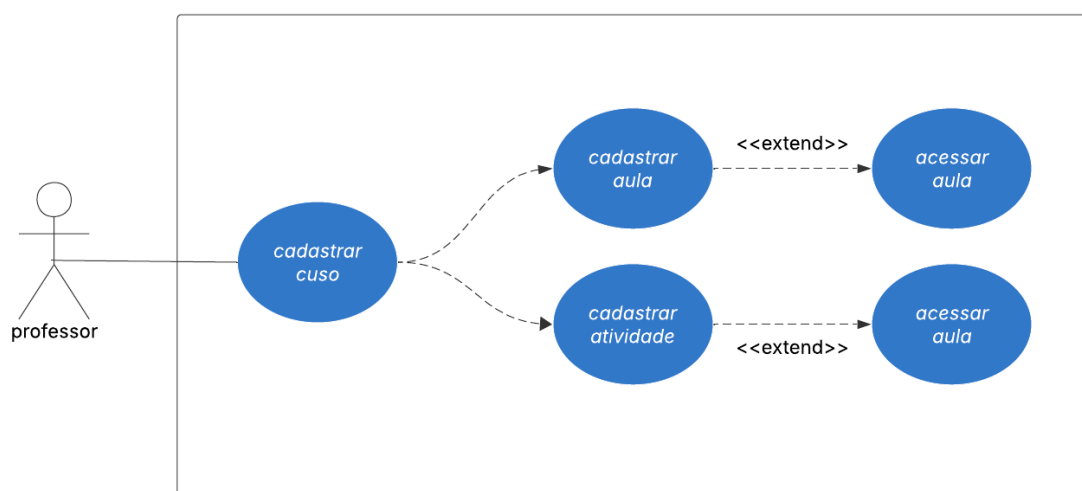 cadastrar
aula
<<extend>>
acessar
aula
cadastrar
cuso
professor
cadastrar
atividade
<<extend>>
acessar
aula